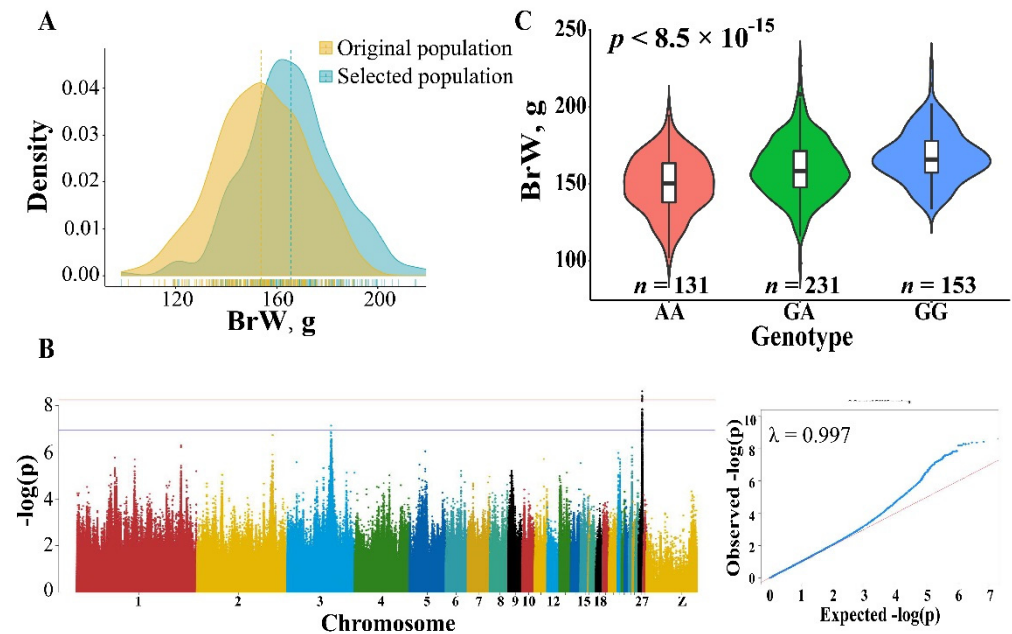 A
Original population
Selected population
Density
0.04
0.03
0.02
0.01
0.00
120 160 200
BrW, g
C
p < 8.5 × 10-15
BrW, g
250
200
150
100
n = 131 n = 231 n = 153
AA GA GG
Genotype
B
-log(p)
8
6
4
2
0
1 2 3 4 5 6 7 8 9 10 12 15 18 27 Z
Chromosome
λ = 0.997
Observed -log(p)
10
8
6
4
2
0
0 1 2 3 4 5 6 7
Expected -log(p)